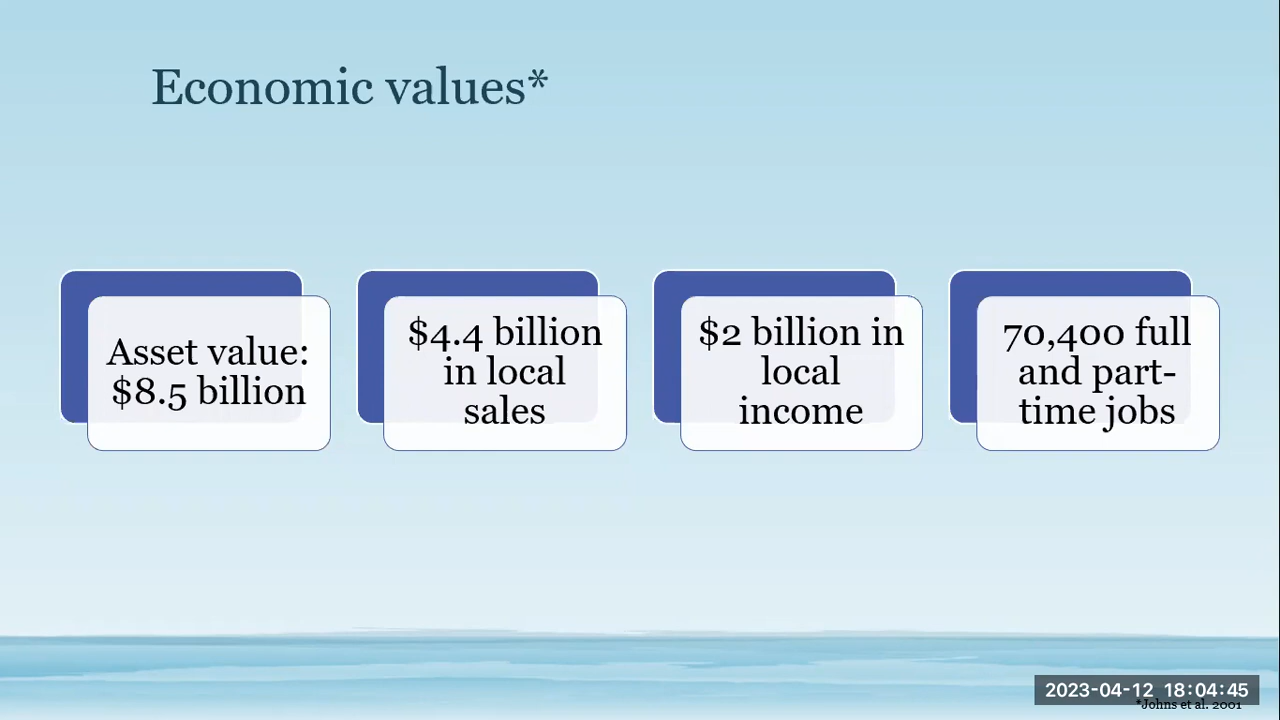 Economic values*
Asset value:
$8.5 billion
$4.4 billion
in local
sales
$2 billion in
local
income
70,400 full
and part-
time jobs
2023-04-12 18:04:45
*Johns et al. 2001